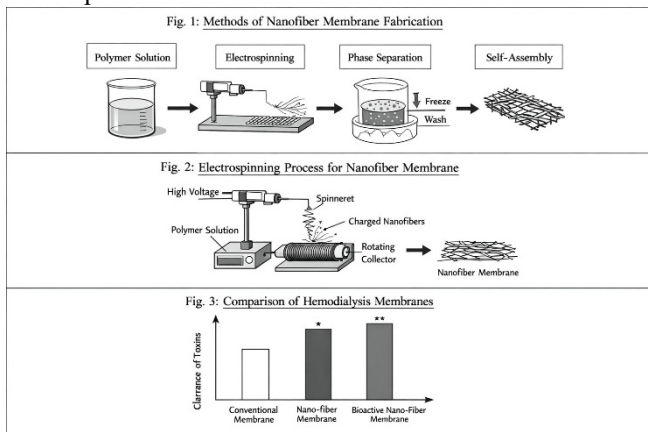 Fig. 1: Methods of Nanofiber Membrane Fabrication
Polymer Solution
Electrospinning
Phase Separation
Self-Assembly
Freeze
Wash
Fig. 2: Electrospinning Process for Nanofiber Membrane
High Voltage
Spinneret
Charged Nanofibers
Polymer Solution
Rotating
Collector
Nanofiber Membrane
Fig. 3: Comparison of Hemodialysis Membranes
Clarrance of Toxins
*
**
Conventional
Membrane
Nano-fiber
Membrane
Bioactive Nano-Fiber
Membrane